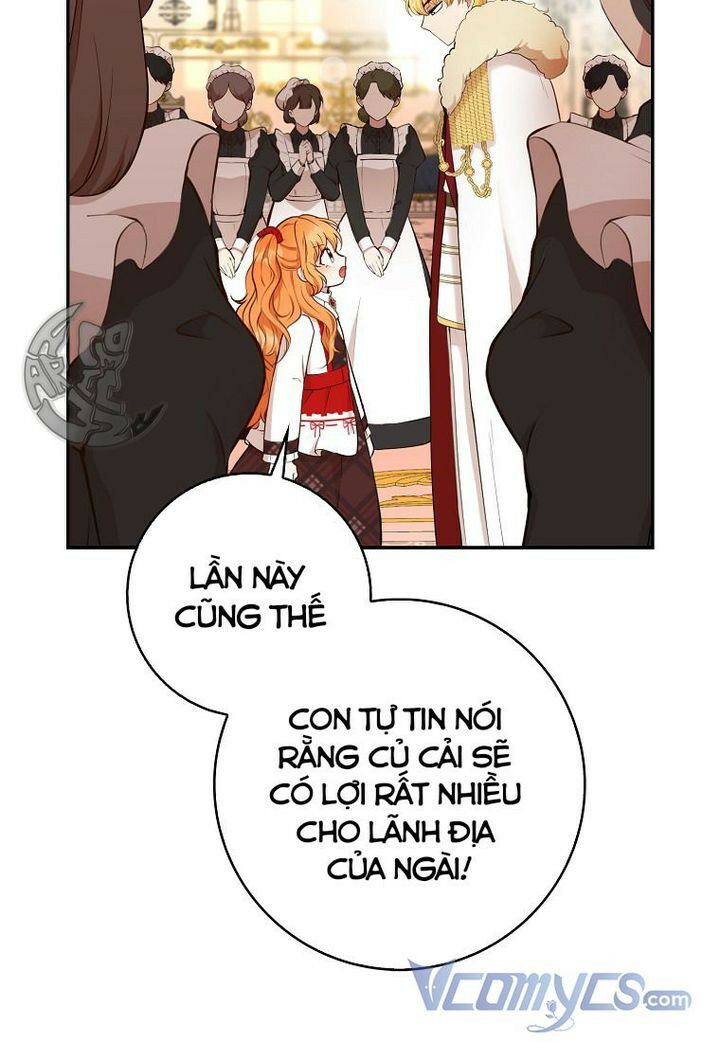 LẦN NÀY
CŨNG THẾ
CON TỰ TIN NÓI
RẰNG CỦ CẢI SẼ
CÓ LỢI RẤT NHIỀU
CHO LÃNH ĐỊA
CỦA NGÀI!
VCOMYCS.com